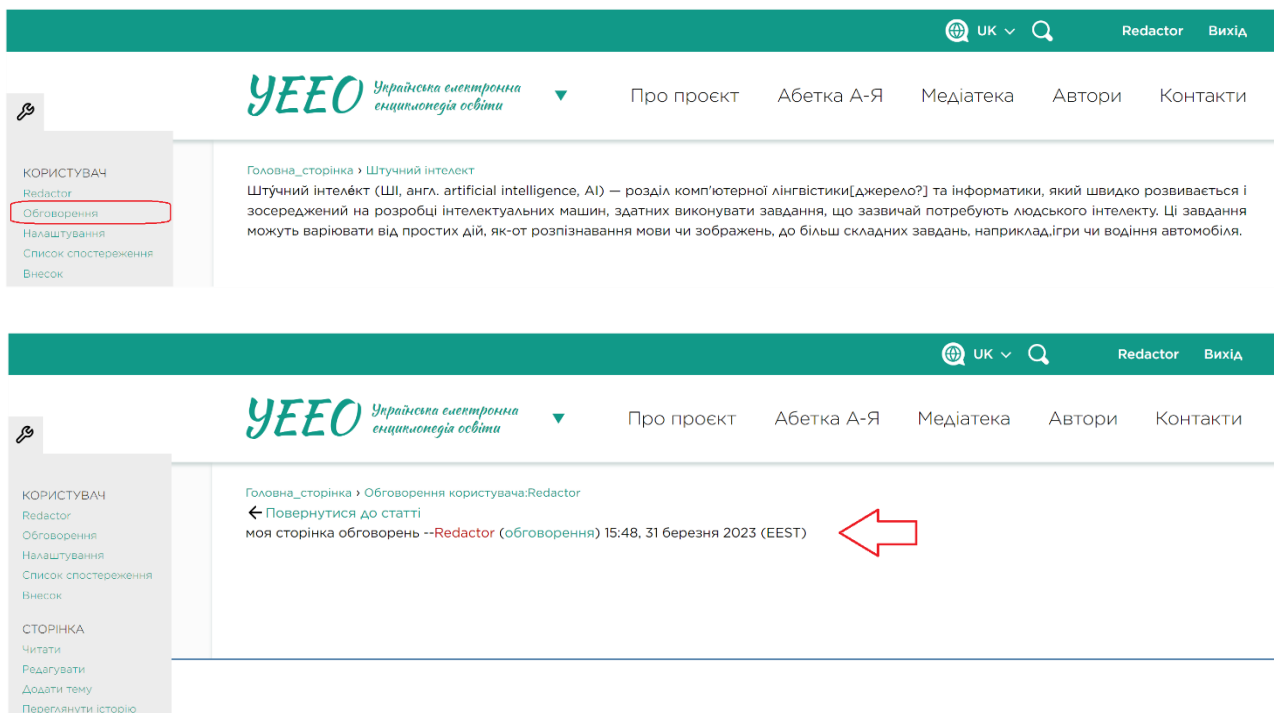 UK Redactor Вихід
УЕЕО Українська електронна
енциклопедія освіти
Про проєкт Абетка А-Я Медіатека Автори Контакти
КОРИСТУВАЧ
Redactor
Обговорення
Налаштування
Список спостереження
Внесок
Головна_сторінка › Штучний інтелект
Шту́чний інтеле́кт (ШІ, англ. artificial intelligence, AI) — розділ комп'ютерної лінгвістики[джерело?] та інформатики, який швидко розвивається і
зосереджений на розробці інтелектуальних машин, здатних виконувати завдання, що зазвичай потребують людського інтелекту. Ці завдання
можуть варіювати від простих дій, як-от розпізнавання мови чи зображень, до більш складних завдань, наприклад,ігри чи водіння автомобіля.
UK Redactor Вихід
УЕЕО Українська електронна
енциклопедія освіти
Про проєкт Абетка А-Я Медіатека Автори Контакти
КОРИСТУВАЧ
Redactor
Обговорення
Налаштування
Список спостереження
Внесок
СТОРІНКА
Читати
Редагувати
Додати тему
Переглянути історію
Головна_сторінка › Обговорення користувача:Redactor
Повернутися до статті
моя сторінка обговорень --Redactor (обговорення) 15:48, 31 березня 2023 (EEST)